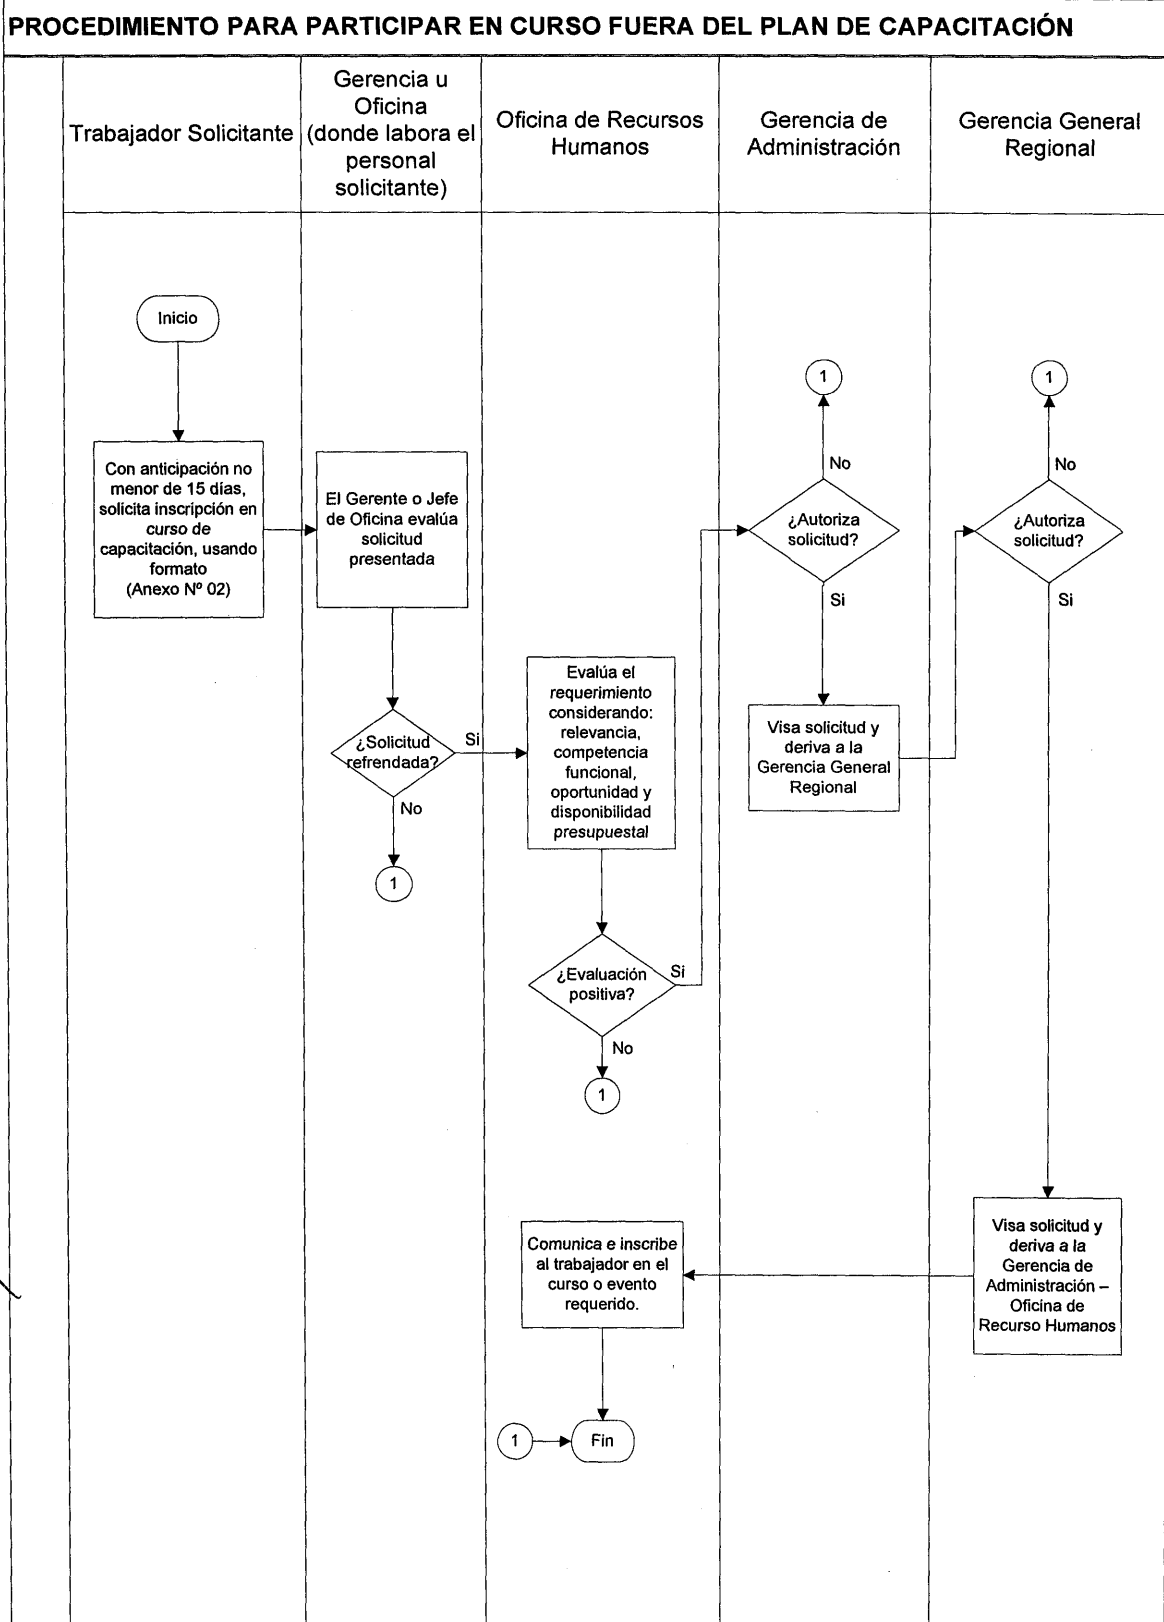 PROCEDIMIENTO PARA PARTICIPAR EN CURSO FUERA DEL PLAN DE CAPACITACIÓN
Trabajador Solicitante
Gerencia u
Oficina
(donde labora el
personal
solicitante)
Oficina de Recursos
Humanos
Gerencia de
Administración
Gerencia General
Regional
Inicio
Con anticipación no
menor de 15 días,
solicita inscripción en
curso de
capacitación, usando
formato
(Anexo Nº 02)
El Gerente o Jefe
de Oficina evalúa
solicitud
presentada
¿Solicitud
refrendada?
Si
No
1
Evalúa el
requerimiento
considerando:
relevancia,
competencia
funcional,
oportunidad y
disponibilidad
presupuestal
¿Evaluación
positiva?
Si
No
1
1
No
¿Autoriza
solicitud?
Si
Visa solicitud y
deriva a la
Gerencia General
Regional
1
No
¿Autoriza
solicitud?
Si
Visa solicitud y
deriva a la
Gerencia de
Administración –
Oficina de
Recurso Humanos
Comunica e inscribe
al trabajador en el
curso o evento
requerido.
1
Fin